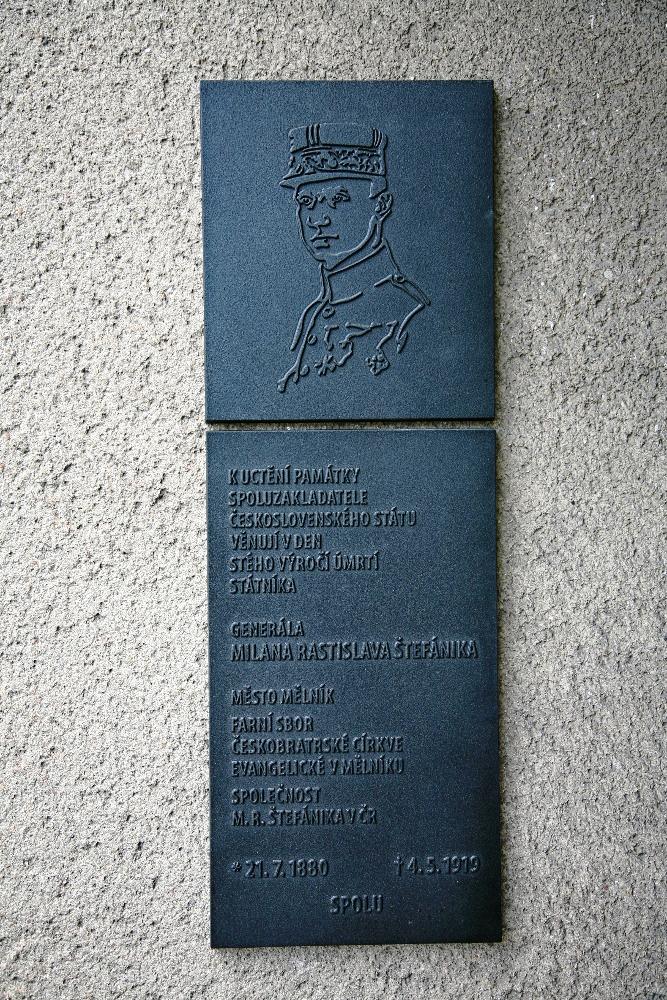 K UCTĚNÍ PAMÁTKY
SPOLUZAKLADATELE
ČESKOSLOVENSKÉHO STÁTU
VĚNUJÍ V DEN
STÉHO VÝROČÍ ÚMRTÍ
STÁTNÍKA
GENERÁLA
MILANA RASTISLAVA ŠTEFÁNIKA
MĚSTO MĚLNÍK
FARNÍ SBOR
ČESKOBRATRSKÉ CÍRKVE
EVANGELICKÉ V MĚLNÍKU
SPOLEČNOST
M. R. ŠTEFÁNIKA V ČR
* 21. 7. 1880 † 4. 5. 1919
SPOLU